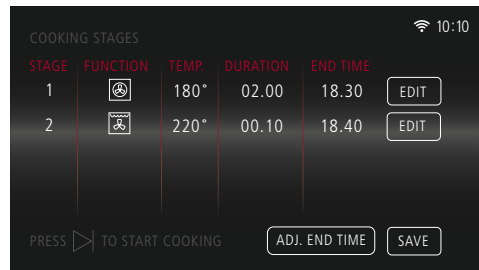 10:10
COOKING STAGES
STAGE FUNCTION TEMP. DURATION END TIME
1 180° 02.00 18.30 EDIT
2 220° 00.10 18.40 EDIT
PRESS TO START COOKING ADJ. END TIME SAVE